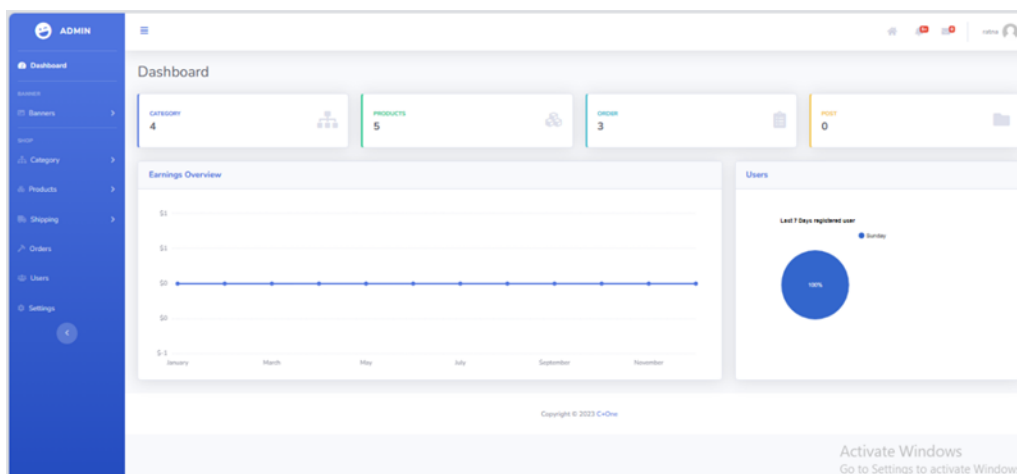 ADMIN
Dashboard
BANNER
Banners
SHOP
Category
Products
Shipping
Orders
Users
Settings
Dashboard
CATEGORY
4
PRODUCTS
5
ORDER
3
POST
0
Earnings Overview
$1
$1
$0
$0
$-1
January March May July September November
Users
Last 7 Days registered user
Sunday
100%
Copyright © 2023 C+One
Activate Windows
Go to Settings to activate Windows